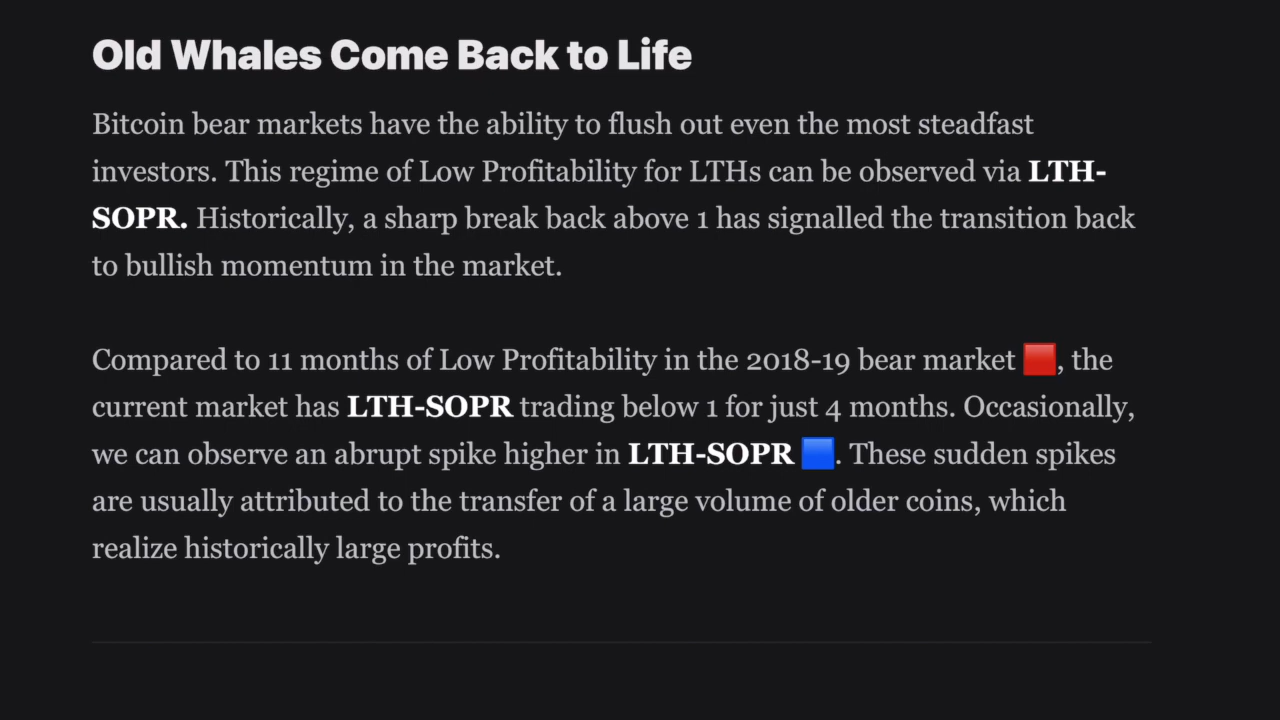 Old Whales Come Back to Life
Bitcoin bear markets have the ability to flush out even the most steadfast
investors. This regime of Low Profitability for LTHs can be observed via LTH-
SOPR. Historically, a sharp break back above 1 has signalled the transition back
to bullish momentum in the market.
Compared to 11 months of Low Profitability in the 2018-19 bear market 🟥, the
current market has LTH-SOPR trading below 1 for just 4 months. Occasionally,
we can observe an abrupt spike higher in LTH-SOPR 🟦. These sudden spikes
are usually attributed to the transfer of a large volume of older coins, which
realize historically large profits.